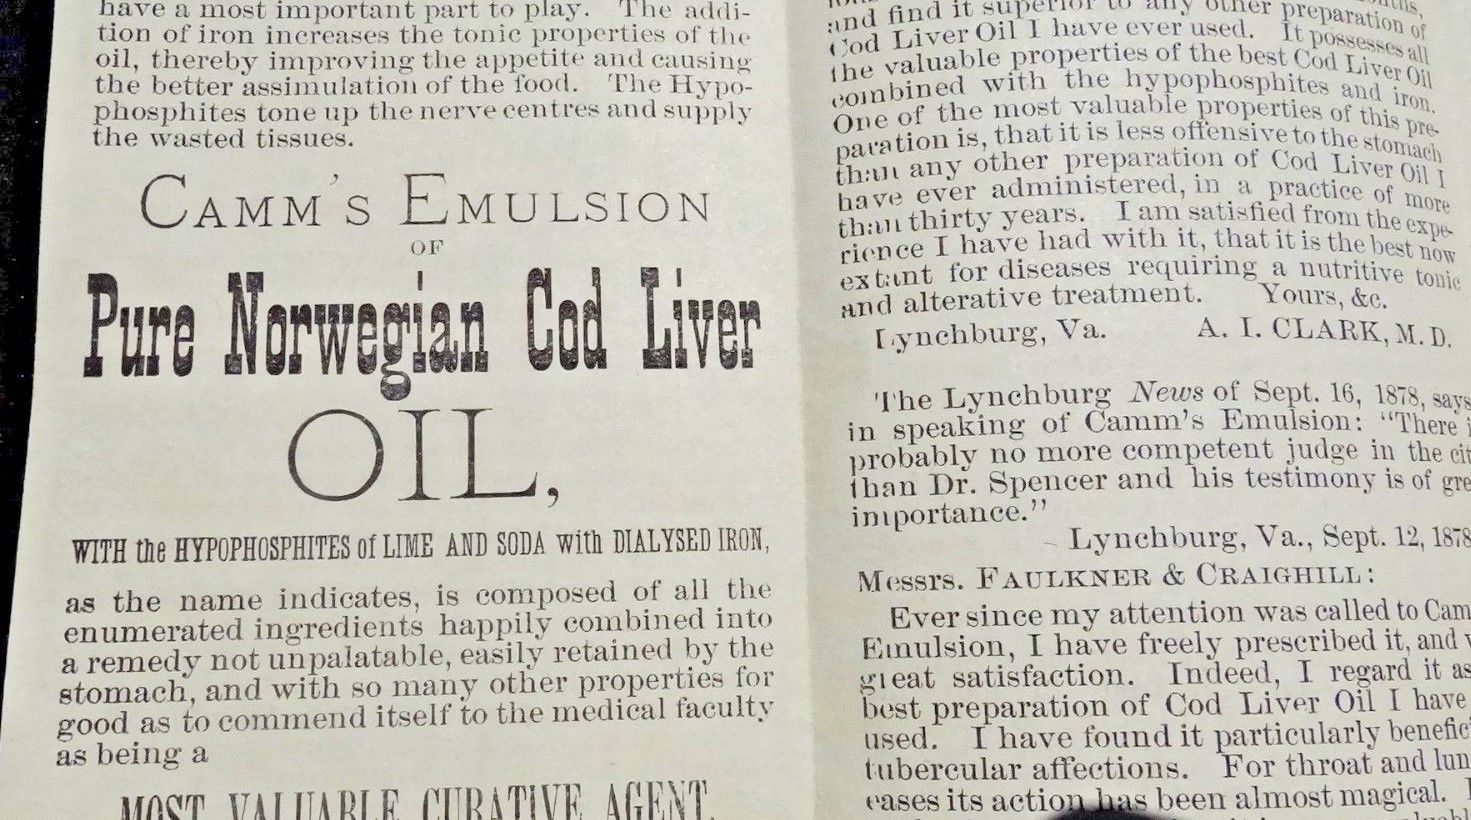 have a most important part to play. The addi-
tion of iron increases the tonic properties of the
oil, thereby improving the appetite and causing
the better assimulation of the food. The Hypo-
phosphites tone up the nerve centres and supply
the wasted tissues.
CAMM'S EMULSION
OF
Pure Norwegian Cod Liver
OIL,
WITH the HYPOPHOSPHITES of LIME AND SODA with DIALYSED IRON,
as the name indicates, is composed of all the
enumerated ingredients happily combined into
a remedy not unpalatable, easily retained by the
stomach, and with so many other properties for
good as to commend itself to the medical faculty
as being a
MOST VALUABLE CURATIVE AGENT.
and find it superior to any other preparation of
Cod Liver Oil I have ever used. It possesses all
the valuable properties of the best Cod Liver Oil
combined with the hypophosphites and iron.
One of the most valuable properties of this pre-
paration is, that it is less offensive to the stomach
than any other preparation of Cod Liver Oil I
have ever administered, in a practice of more
than thirty years. I am satisfied from the expe-
rience I have had with it, that it is the best now
extant for diseases requiring a nutritive tonic
and alterative treatment. Yours, &c.
Lynchburg, Va. A. I. CLARK, M. D.
The Lynchburg News of Sept. 16, 1878, says
in speaking of Camm's Emulsion: "There i
probably no more competent judge in the cit
than Dr. Spencer and his testimony is of gre
importance."
Lynchburg, Va., Sept. 12, 1878
Messrs. FAULKNER & CRAIGHILL:
Ever since my attention was called to Cam
Emulsion, I have freely prescribed it, and
great satisfaction. Indeed, I regard it as
best preparation of Cod Liver Oil I have
used. I have found it particularly benefic
tubercular affections. For throat and lun
eases its action has been almost magical.